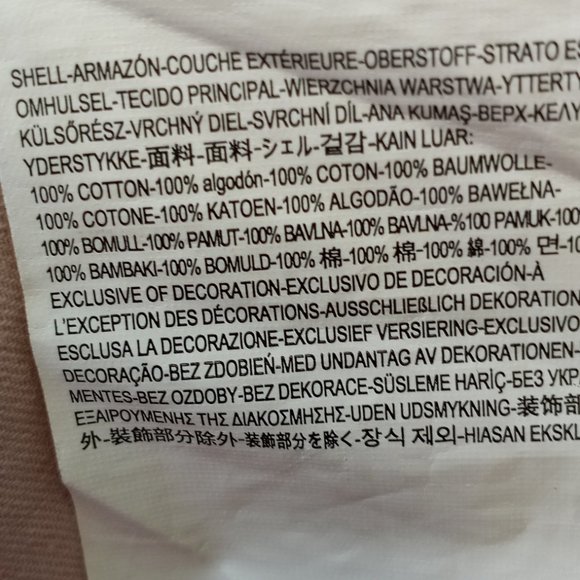 SHELL-ARMAZÓN-COUCHE EXTÉRIEURE-OBERSTOFF-STRATO ES
OMHULSEL-TECIDO PRINCIPAL-WIERZCHNIA WARSTWA-YTTERTY
KÜLSŐRÉSZ-VRCHNÝ DIEL-SVRCHNÍ DÍL-ANA KUMAŞ-ВЕРХ-ΚΕΛΥ
YDERSTYKKE-面料-面料-シェル-겉감-KAIN LUAR:
100% COTTON-100% algodón-100% COTON-100% BAUMWOLLE-
100% COTONE-100% KATOEN-100% ALGODÃO-100% BAWEŁNA-
100% BOMULL-100% PAMUT-100% BAVLNA-100% BAVLNA-%100 PAMUK-100
100% BAMBAKI-100% BOMULD-100% 棉-100% 棉-100% 綿-100% 면-10
EXCLUSIVE OF DECORATION-EXCLUSIVO DE DECORACIÓN-À
L'EXCEPTION DES DÉCORATIONS-AUSSCHLIEßLICH DEKORATION
ESCLUSA LA DECORAZIONE-EXCLUSIEF VERSIERING-EXCLUSIVO
DECORAÇÃO-BEZ ZDOBIEŃ-MED UNDANTAG AV DEKORATIONEN-
MENTES-BEZ OZDOBY-BEZ DEKORACE-SÜSLEME HARİÇ-БЕЗ УКР
ΕΞΑΙΡΟΥΜΕΝΗΣ ΤΗΣ ΔΙΑΚΟΣΜΗΣΗΣ-UDEN UDSMYKNING-装饰部
外-裝飾部分除外-装飾部分を除く-장식 제외-HIASAN EKSKL